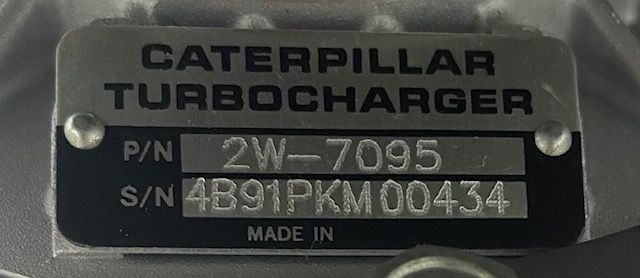 CATERPILLAR
TURBOCHARGER
P/N 2W-7095
S/N 4B91PKM00434
MADE IN